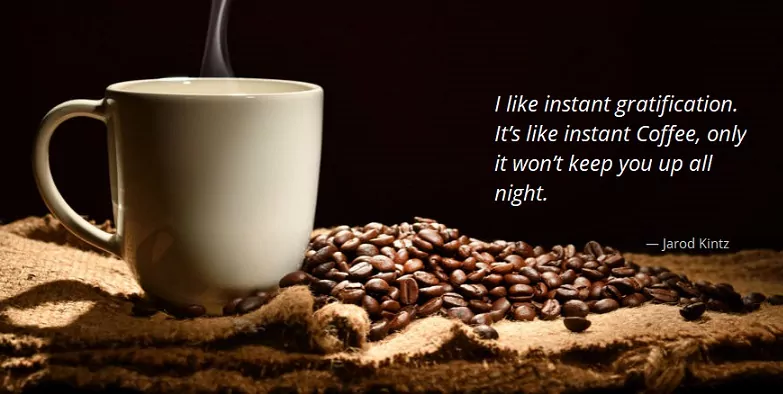 I like instant gratification.
It’s like instant Coffee, only
it won’t keep you up all
night.
— Jarod Kintz